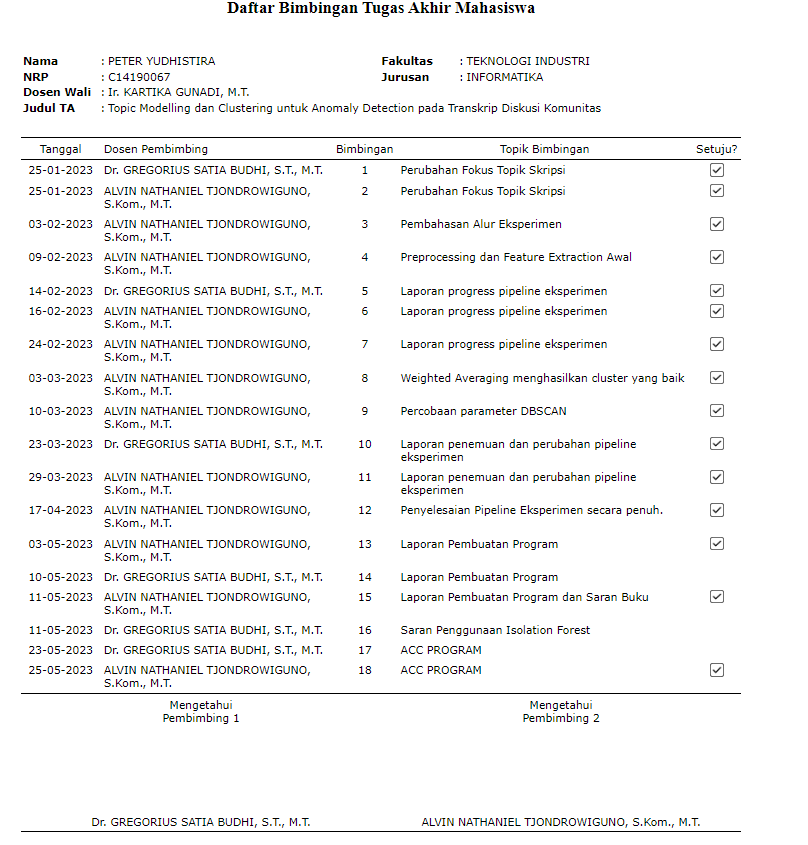 Daftar Bimbingan Tugas Akhir Mahasiswa
Nama : PETER YUDHISTIRA Fakultas : TEKNOLOGI INDUSTRI
NRP : C14190067 Jurusan : INFORMATIKA
Dosen Wali : Ir. KARTIKA GUNADI, M.T.
Judul TA : Topic Modelling dan Clustering untuk Anomaly Detection pada Transkrip Diskusi Komunitas
Tanggal Dosen Pembimbing Bimbingan Topik Bimbingan Setuju?
25-01-2023 Dr. GREGORIUS SATIA BUDHI, S.T., M.T. 1 Perubahan Fokus Topik Skripsi
25-01-2023 ALVIN NATHANIEL TJONDROWIGUNO, 2 Perubahan Fokus Topik Skripsi
S.Kom., M.T.
03-02-2023 ALVIN NATHANIEL TJONDROWIGUNO, 3 Pembahasan Alur Eksperimen
S.Kom., M.T.
09-02-2023 ALVIN NATHANIEL TJONDROWIGUNO, 4 Preprocessing dan Feature Extraction Awal
S.Kom., M.T.
14-02-2023 Dr. GREGORIUS SATIA BUDHI, S.T., M.T. 5 Laporan progress pipeline eksperimen
16-02-2023 ALVIN NATHANIEL TJONDROWIGUNO, 6 Laporan progress pipeline eksperimen
S.Kom., M.T.
24-02-2023 ALVIN NATHANIEL TJONDROWIGUNO, 7 Laporan progress pipeline eksperimen
S.Kom., M.T.
03-03-2023 ALVIN NATHANIEL TJONDROWIGUNO, 8 Weighted Averaging menghasilkan cluster yang baik
S.Kom., M.T.
10-03-2023 ALVIN NATHANIEL TJONDROWIGUNO, 9 Percobaan parameter DBSCAN
S.Kom., M.T.
23-03-2023 Dr. GREGORIUS SATIA BUDHI, S.T., M.T. 10 Laporan penemuan dan perubahan pipeline
eksperimen
29-03-2023 ALVIN NATHANIEL TJONDROWIGUNO, 11 Laporan penemuan dan perubahan pipeline
S.Kom., M.T. eksperimen
17-04-2023 ALVIN NATHANIEL TJONDROWIGUNO, 12 Penyelesaian Pipeline Eksperimen secara penuh.
S.Kom., M.T.
03-05-2023 ALVIN NATHANIEL TJONDROWIGUNO, 13 Laporan Pembuatan Program
S.Kom., M.T.
10-05-2023 Dr. GREGORIUS SATIA BUDHI, S.T., M.T. 14 Laporan Pembuatan Program
11-05-2023 ALVIN NATHANIEL TJONDROWIGUNO, 15 Laporan Pembuatan Program dan Saran Buku
S.Kom., M.T.
11-05-2023 Dr. GREGORIUS SATIA BUDHI, S.T., M.T. 16 Saran Penggunaan Isolation Forest
23-05-2023 Dr. GREGORIUS SATIA BUDHI, S.T., M.T. 17 ACC PROGRAM
25-05-2023 ALVIN NATHANIEL TJONDROWIGUNO, 18 ACC PROGRAM
S.Kom., M.T.
Mengetahui Mengetahui
Pembimbing 1 Pembimbing 2
Dr. GREGORIUS SATIA BUDHI, S.T., M.T. ALVIN NATHANIEL TJONDROWIGUNO, S.Kom., M.T.